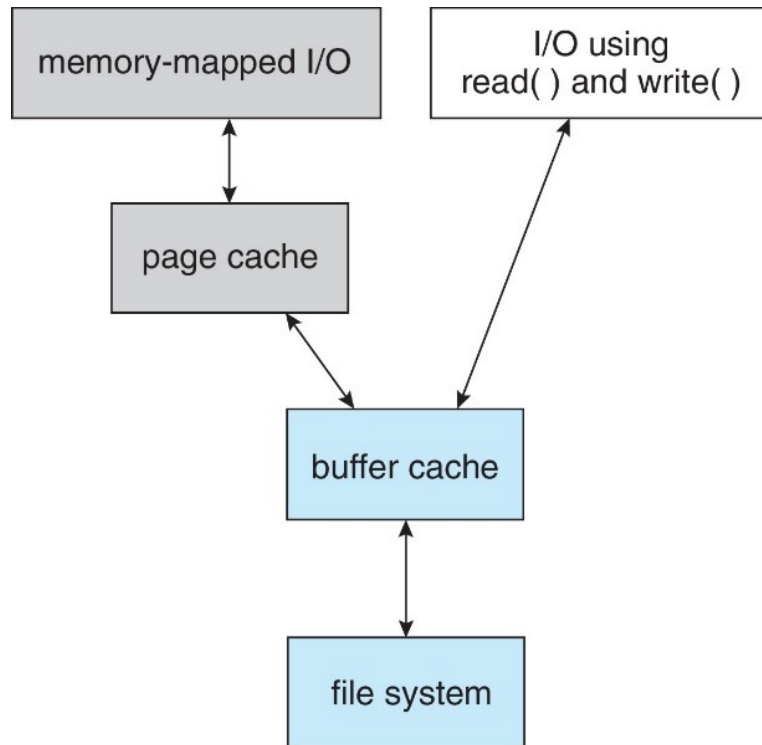 memory-mapped I/O
I/O using
read( ) and write( )
page cache
buffer cache
file system